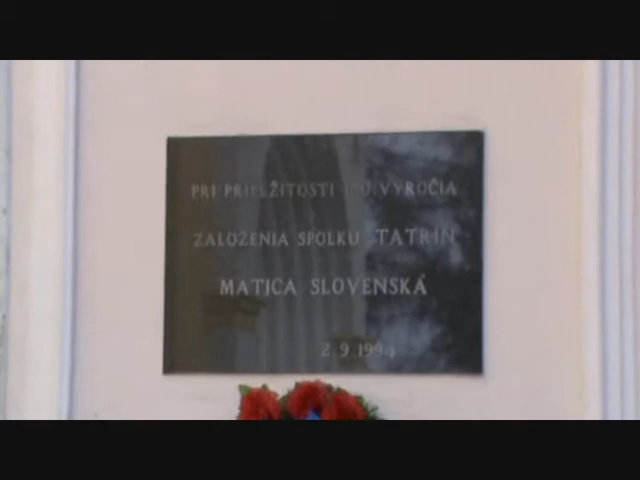 PRI PRÍLEŽITOSTI VÝROČIA
ZALOŽENIA SPOLKU TATRÍN
MATICA SLOVENSKÁ
2.9.1994